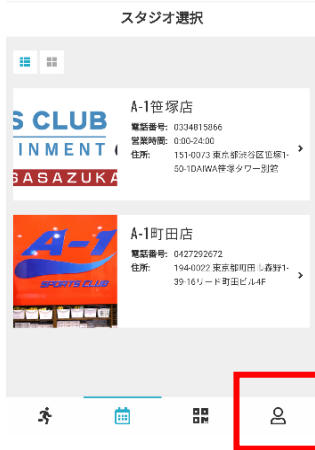 スタジオ選択
S CLUB
INMENT
SASAZUKA
A-1笹塚店
電話番号: 0334815866
営業時間: 0:00-24:00
住所: 151-0073 東京都渋谷区笹塚1-
50-1DAIWA笹塚タワー別館
A-1
SPORTS CLUB
A-1町田店
電話番号: 0427292672
住所: 194-0022 東京都町田市森野1-
39-16リード町田ビル4F